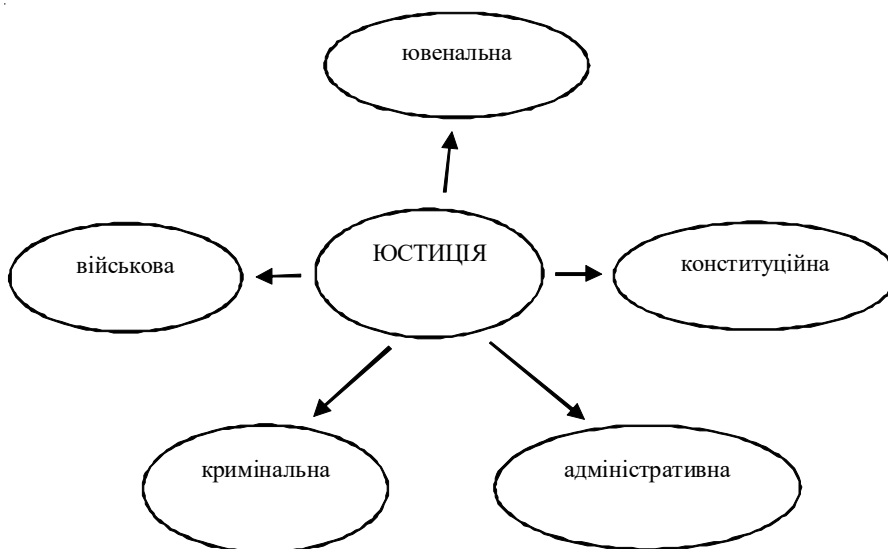 ювенальна
військова
ЮСТИЦІЯ
конституційна
кримінальна
адміністративна